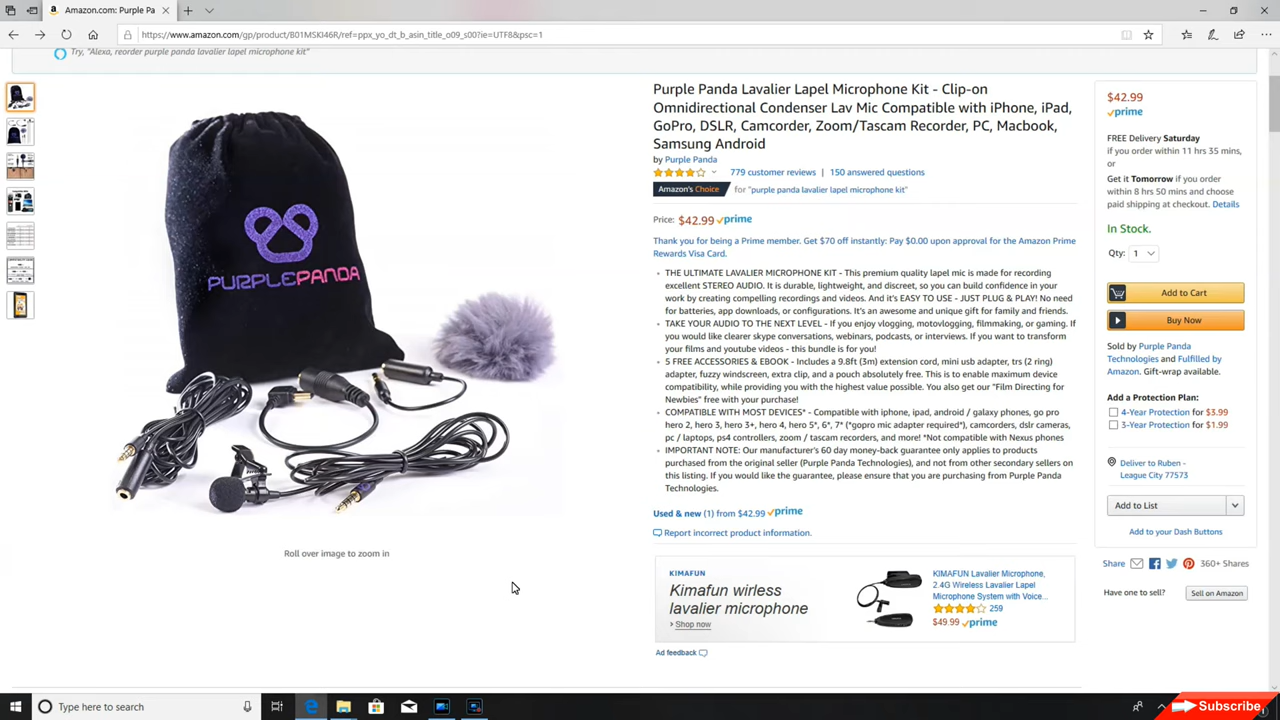 Amazon.com: Purple Pa
https://www.amazon.com/gp/product/B01MSKI46R/ref=ppx_yo_dt_b_asin_title_o09_s00?ie=UTF8&psc=1
Try, "Alexa, reorder purple panda lavalier lapel microphone kit"
PURPLEPANDA
Roll over image to zoom in
Purple Panda Lavalier Lapel Microphone Kit - Clip-on
Omnidirectional Condenser Lav Mic Compatible with iPhone, iPad,
GoPro, DSLR, Camcorder, Zoom/Tascam Recorder, PC, Macbook,
Samsung Android
by Purple Panda
779 customer reviews | 150 answered questions
Amazon's Choice for "purple panda lavalier lapel microphone kit"
Price: $42.99 prime
Thank you for being a Prime member. Get $70 off instantly: Pay $0.00 upon approval for the Amazon Prime
Rewards Visa Card.
• THE ULTIMATE LAVALIER MICROPHONE KIT - This premium quality lapel mic is made for recording
excellent STEREO AUDIO. It is durable, lightweight, and discreet, so you can build confidence in your
work by creating compelling recordings and videos. And it's EASY TO USE - JUST PLUG & PLAY! No need
for batteries, app downloads, or configurations. It's an awesome and unique gift for family and friends.
• TAKE YOUR AUDIO TO THE NEXT LEVEL - If you enjoy vlogging, motovlogging, filmmaking, or gaming. If
you would like clearer skype conversations, webinars, podcasts, or interviews. If you want to transform
your films and youtube videos - this bundle is for you!
• 5 FREE ACCESSORIES & EBOOK - Includes a 9.8ft (3m) extension cord, mini usb adapter, trs (2 ring)
adapter, fuzzy windscreen, extra clip, and a pouch absolutely free. This is to enable maximum device
compatibility, while providing you with the highest value possible. You also get our "Film Directing for
Newbies" free with your purchase!
• COMPATIBLE WITH MOST DEVICES* - Compatible with iphone, ipad, android / galaxy phones, go pro
hero 2, hero 3, hero 3+, hero 4, hero 5*, 6*, 7* (*gopro mic adapter required*), camcorders, dslr cameras,
pc / laptops, ps4 controllers, zoom / tascam recorders, and more! *Not compatible with Nexus phones
• IMPORTANT NOTE: Our manufacturer's 60 day money-back guarantee only applies to products
purchased from the original seller (Purple Panda Technologies), and not from other secondary sellers on
this listing. If you would like the guarantee, please ensure that you are purchasing from Purple Panda
Technologies.
Used & new (1) from $42.99 prime
Report incorrect product information.
KIMAFUN
Kimafun wirless
lavalier microphone
› Shop now
KIMAFUN Lavalier Microphone,
2.4G Wireless Lavalier Lapel
Microphone System with Voice...
259
$49.99 prime
Ad feedback
$42.99
prime
FREE Delivery Saturday
if you order within 11 hrs 35 mins,
or
Get it Tomorrow if you order
within 8 hrs 50 mins and choose
paid shipping at checkout. Details
In Stock.
Qty: 1
Add to Cart
Buy Now
Sold by Purple Panda
Technologies and Fulfilled by
Amazon. Gift-wrap available.
Add a Protection Plan:
4-Year Protection for $3.99
3-Year Protection for $1.99
Deliver to Ruben -
League City 77573
Add to List
Add to your Dash Buttons
Share 360+ Shares
Have one to sell? Sell on Amazon
Type here to search
Subscribe